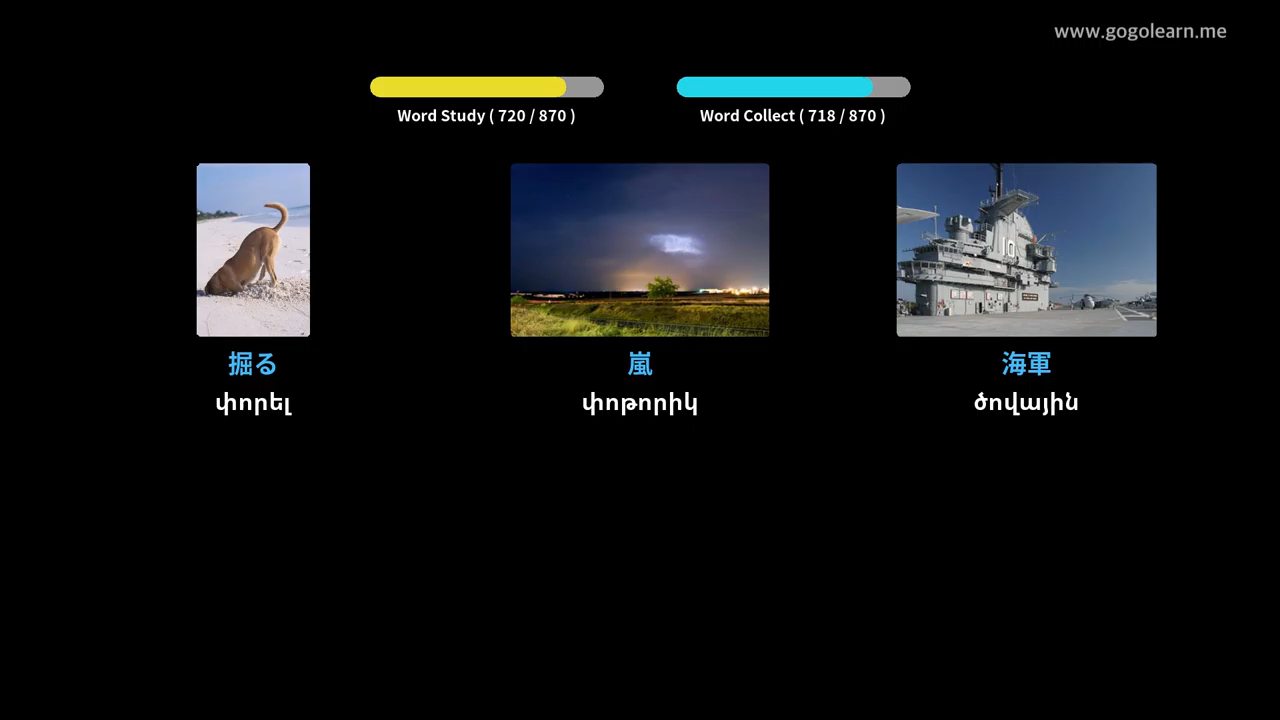 www.gogolearn.me
Word Study ( 720 / 870 )
Word Collect ( 718 / 870 )
10
掘る
嵐
海軍
փորել
փոթորիկ
ծովային